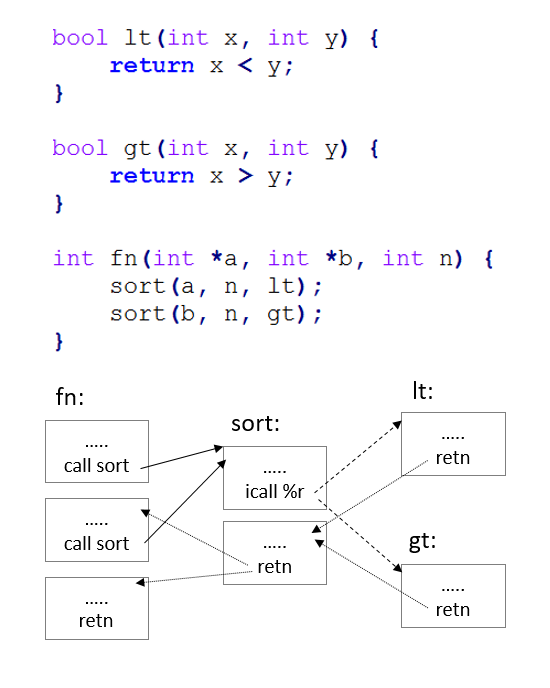 bool lt(int x, int y) {
    return x < y;
}
bool gt(int x, int y) {
    return x > y;
}
int fn(int *a, int *b, int n) {
    sort(a, n, lt);
    sort(b, n, gt);
}
fn:
.....
call sort
.....
call sort
.....
retn
sort:
.....
icall %r
.....
retn
lt:
.....
retn
gt:
.....
retn